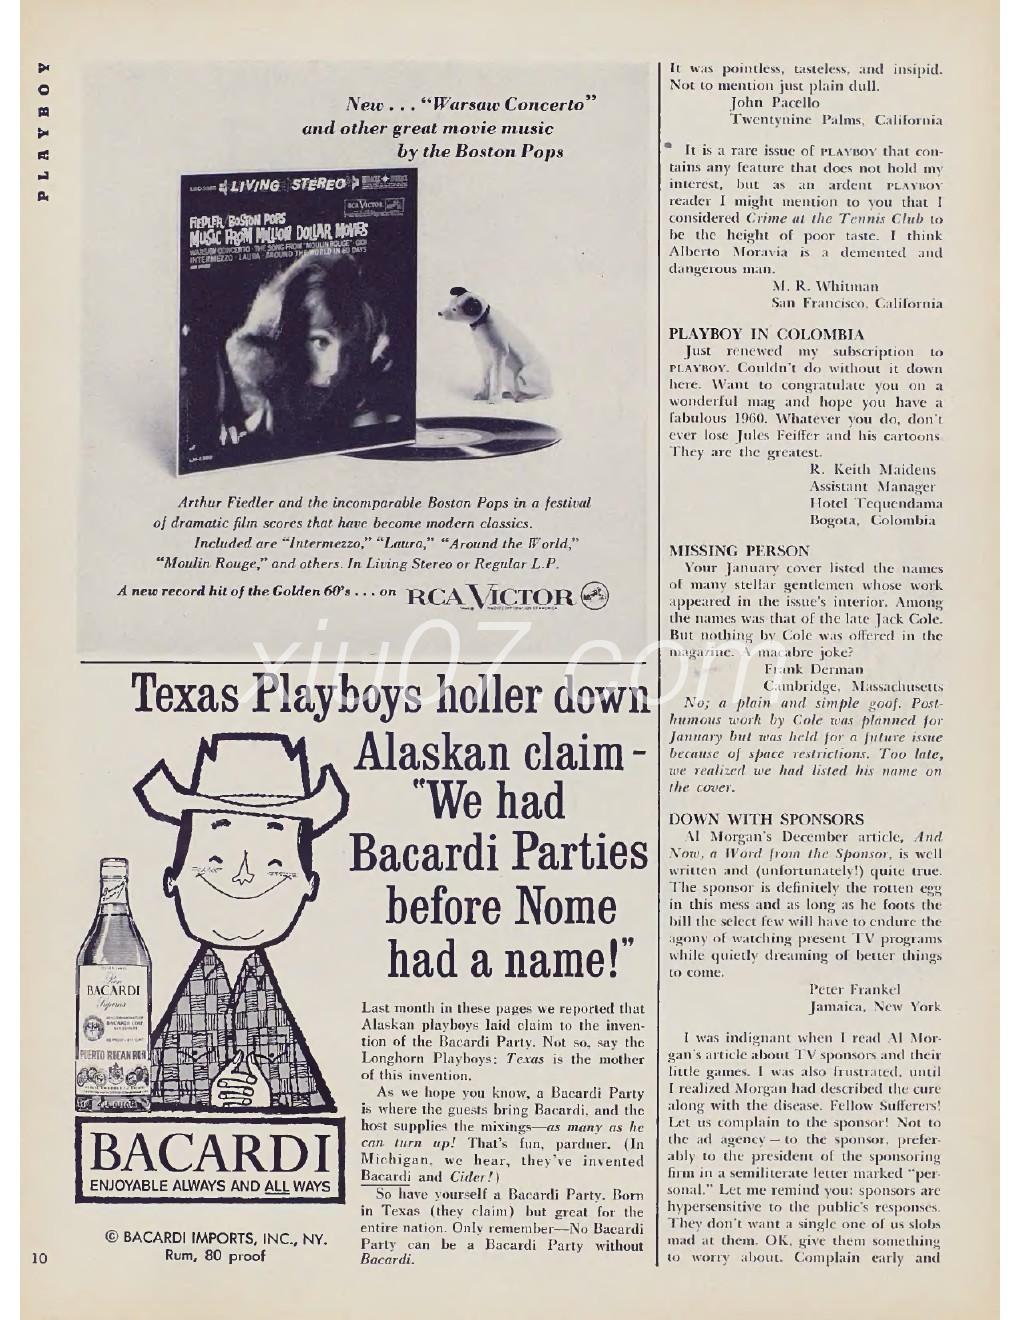 PLAYBOY
New . . . "Warsaw Concerto"
and other great movie music
by the Boston Pops
LIVING STEREO
RCA VICTOR
FIEDLER/BOSTON POPS
MUSIC FROM MILLION DOLLAR MOVIES
WARSAW CONCERTO · THE SONG FROM "MOULIN ROUGE" · GIGI
INTERMEZZO · LAURA · AROUND THE WORLD IN 80 DAYS
Arthur Fiedler and the incomparable Boston Pops in a festival
of dramatic film scores that have become modern classics.
Included are "Intermezzo," "Laura," "Around the World,"
"Moulin Rouge," and others. In Living Stereo or Regular L.P.
A new record hit of the Golden 60's . . . on RCA VICTOR
xiu07.com
Texas Playboys holler down
Alaskan claim -
"We had
Bacardi Parties
before Nome
had a name!"
Ron
BACARDI
Superior
PUERTO RICAN RUM
BACARDI
ENJOYABLE ALWAYS AND ALL WAYS
© BACARDI IMPORTS, INC., NY.
Rum, 80 proof
Last month in these pages we reported that
Alaskan playboys laid claim to the inven-
tion of the Bacardi Party. Not so, say the
Longhorn Playboys: Texas is the mother
of this invention.
As we hope you know, a Bacardi Party
is where the guests bring Bacardi, and the
host supplies the mixings—as many as he
can turn up! That's fun, pardner. (In
Michigan, we hear, they've invented
Bacardi and Cider!)
So have yourself a Bacardi Party. Born
in Texas (they claim) but great for the
entire nation. Only remember—No Bacardi
Party can be a Bacardi Party without
Bacardi.
10
It was pointless, tasteless, and insipid.
Not to mention just plain dull.
John Pacello
Twentynine Palms, California
It is a rare issue of PLAYBOY that con-
tains any feature that does not hold my
interest, but as an ardent PLAYBOY
reader I might mention to you that I
considered Crime at the Tennis Club to
be the height of poor taste. I think
Alberto Moravia is a demented and
dangerous man.
M. R. Whitman
San Francisco, California
PLAYBOY IN COLOMBIA
Just renewed my subscription to
PLAYBOY. Couldn't do without it down
here. Want to congratulate you on a
wonderful mag and hope you have a
fabulous 1960. Whatever you do, don't
ever lose Jules Feiffer and his cartoons.
They are the greatest.
R. Keith Maidens
Assistant Manager
Hotel Tequendama
Bogota, Colombia
MISSING PERSON
Your January cover listed the names
of many stellar gentlemen whose work
appeared in the issue's interior. Among
the names was that of the late Jack Cole.
But nothing by Cole was offered in the
magazine. A macabre joke?
Frank Derman
Cambridge, Massachusetts
No; a plain and simple goof. Post-
humous work by Cole was planned for
January but was held for a future issue
because of space restrictions. Too late,
we realized we had listed his name on
the cover.
DOWN WITH SPONSORS
Al Morgan's December article, And
Now, a Word from the Sponsor, is well
written and (unfortunately!) quite true.
The sponsor is definitely the rotten egg
in this mess and as long as he foots the
bill the select few will have to endure the
agony of watching present TV programs
while quietly dreaming of better things
to come.
Peter Frankel
Jamaica, New York
I was indignant when I read Al Mor-
gan's article about TV sponsors and their
little games. I was also frustrated, until
I realized Morgan had described the cure
along with the disease. Fellow Sufferers!
Let us complain to the sponsor! Not to
the ad agency — to the sponsor, prefer-
ably to the president of the sponsoring
firm in a semiliterate letter marked "per-
sonal." Let me remind you: sponsors are
hypersensitive to the public's responses.
They don't want a single one of us slobs
mad at them. OK, give them something
to worry about. Complain early and